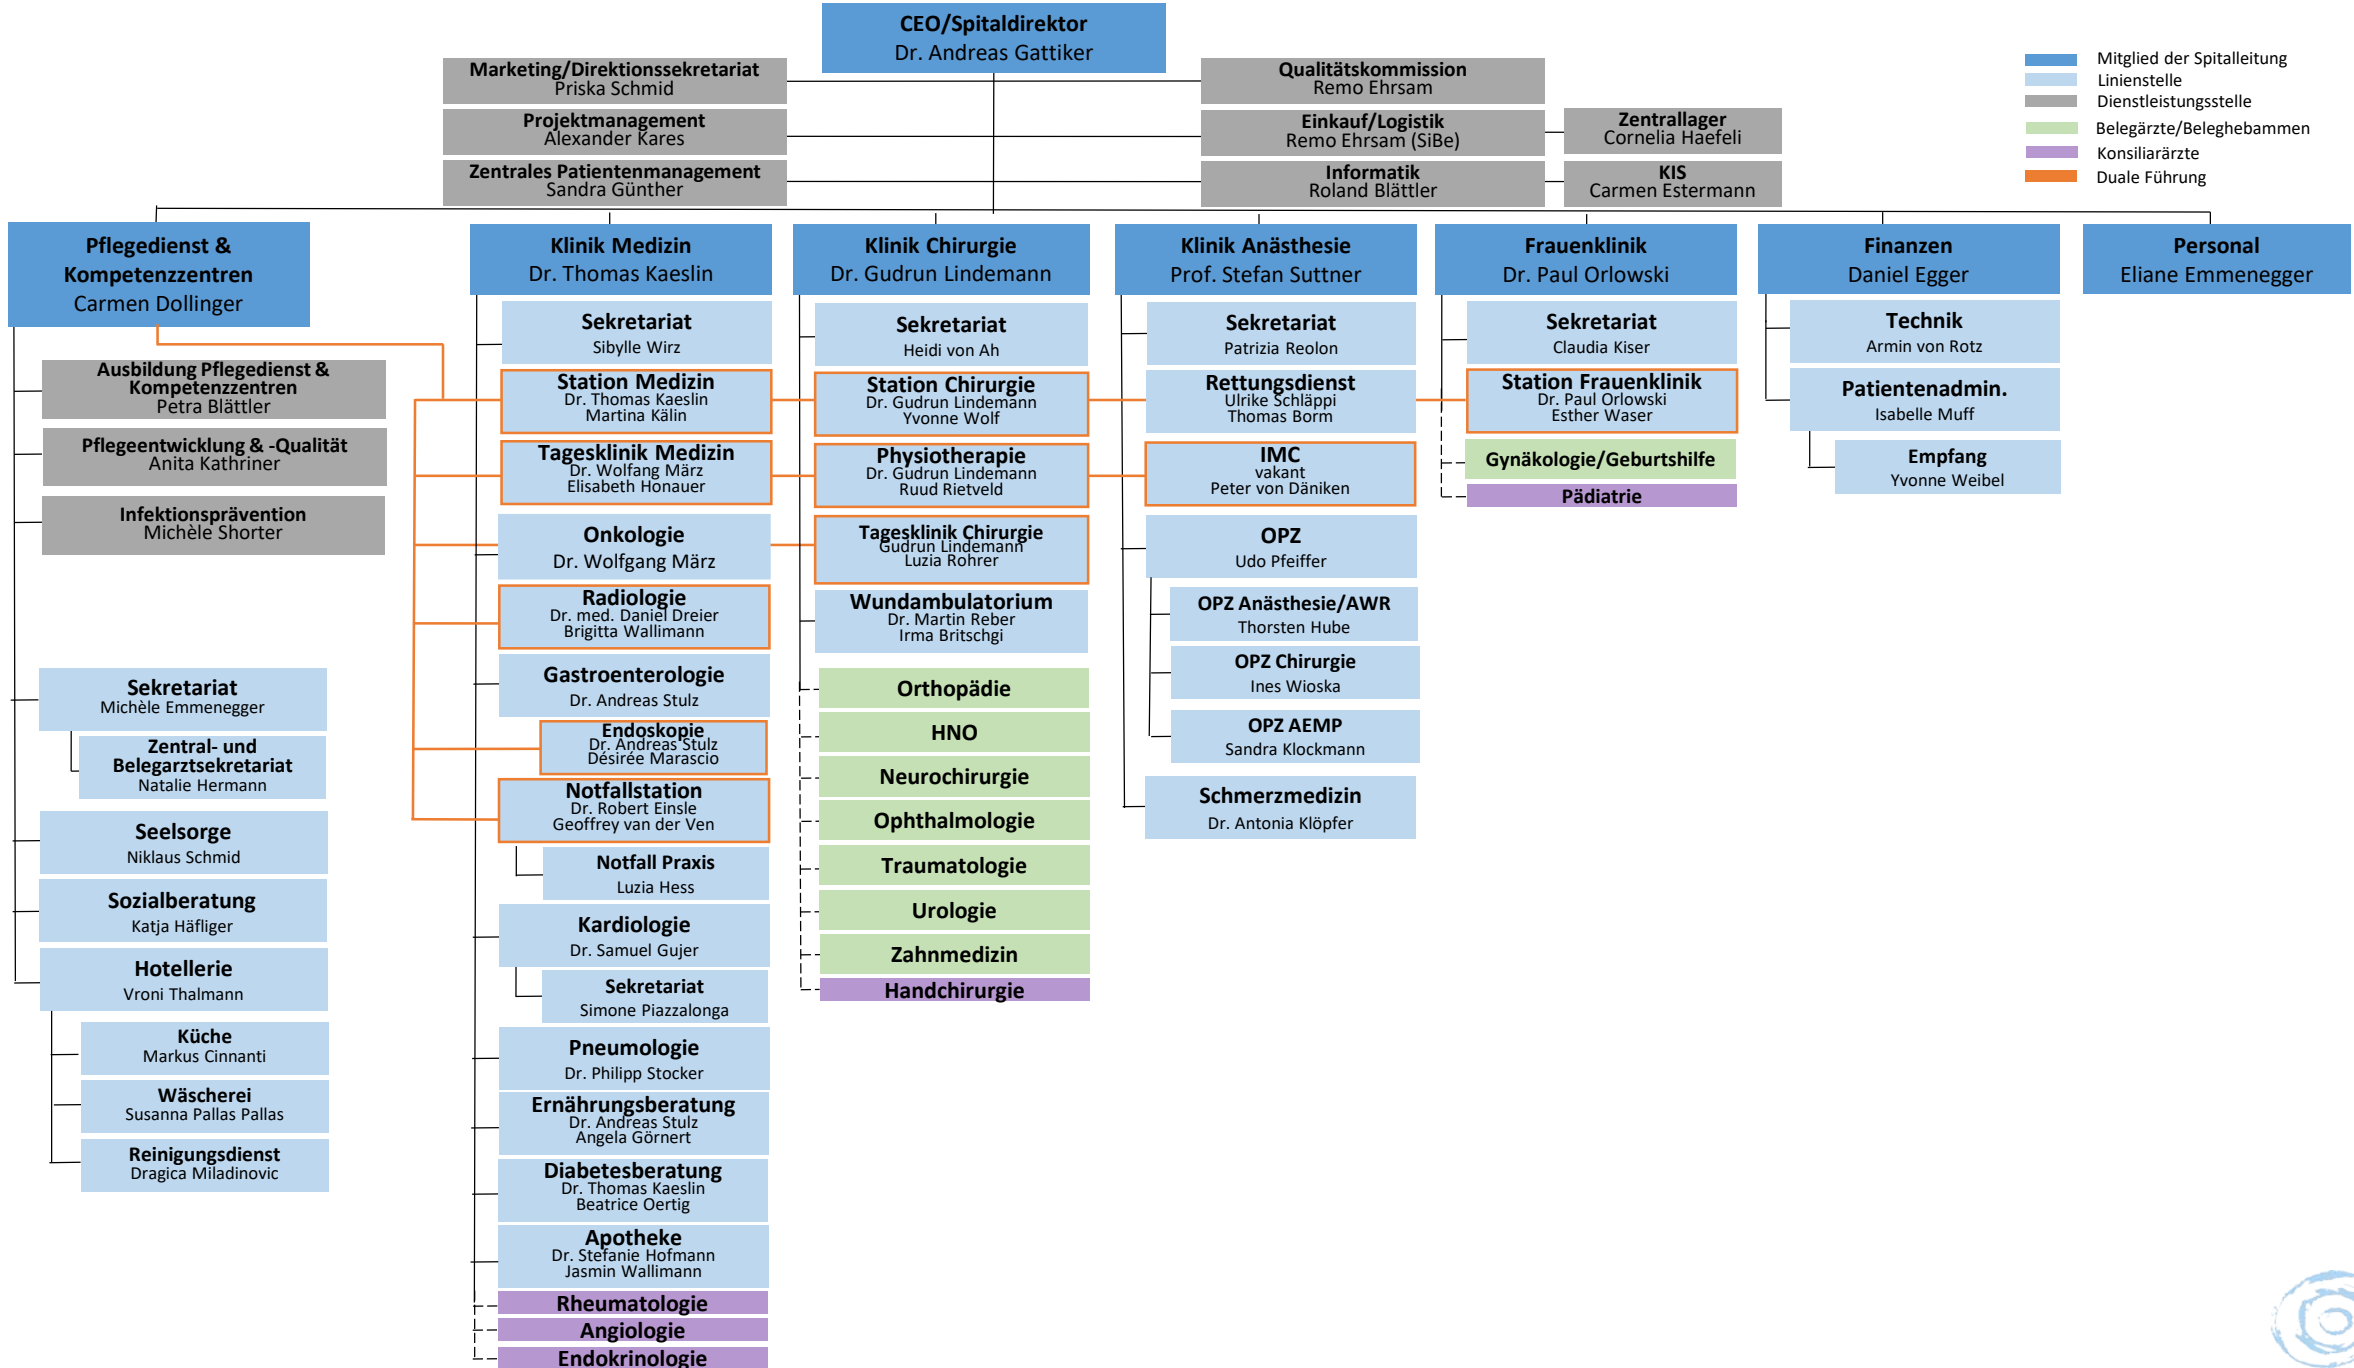 CEO/Spitaldirektor
Dr. Andreas Gattiker
Marketing/Direktionssekretariat
Priska Schmid
Projektmanagement
Alexander Kares
Zentrales Patientenmanagement
Sandra Günther
Qualitätskommission
Remo Ehrsam
Einkauf/Logistik
Remo Ehrsam (SiBe)
Informatik
Roland Blättler
Zentrallager
Cornelia Haefeli
KIS
Carmen Estermann
Mitglied der Spitalleitung
Linienstelle
Dienstleistungsstelle
Belegärzte/Beleghebammen
Konsiliarärzte
Duale Führung
Pflegedienst &
Kompetenzzentren
Carmen Dollinger
Ausbildung Pflegedienst &
Kompetenzzentren
Petra Blättler
Pflegeentwicklung & -Qualität
Anita Kathriner
Infektionsprävention
Michèle Shorter
Sekretariat
Michèle Emmenegger
Zentral- und
Belegarztsekretariat
Natalie Hermann
Seelsorge
Niklaus Schmid
Sozialberatung
Katja Häfliger
Hotellerie
Vroni Thalmann
Küche
Markus Cinnanti
Wäscherei
Susanna Pallas Pallas
Reinigungsdienst
Dragica Miladinovic
Klinik Medizin
Dr. Thomas Kaeslin
Sekretariat
Sibylle Wirz
Station Medizin
Dr. Thomas Kaeslin
Martina Kälin
Tagesklinik Medizin
Dr. Wolfang März
Elisabeth Honauer
Onkologie
Dr. Wolfgang März
Radiologie
Dr. med. Daniel Dreier
Brigitta Wallimann
Gastroenterologie
Dr. Andreas Stulz
Endoskopie
Dr. Andreas Stulz
Désirée Marascio
Notfallstation
Dr. Robert Einsle
Geoffrey van der Ven
Notfall Praxis
Luzia Hess
Kardiologie
Dr. Samuel Gujer
Sekretariat
Simone Piazzalonga
Pneumologie
Dr. Philipp Stocker
Ernährungsberatung
Dr. Andreas Stulz
Angela Görnert
Diabetesberatung
Dr. Thomas Kaeslin
Beatrice Oertig
Apotheke
Dr. Stefanie Hofmann
Jasmin Wallimann
Rheumatologie
Angiologie
Endokrinologie
Klinik Chirurgie
Dr. Gudrun Lindemann
Sekretariat
Heidi von Ah
Station Chirurgie
Dr. Gudrun Lindemann
Yvonne Wolf
Physiotherapie
Dr. Gudrun Lindemann
Ruud Rietveld
Tagesklinik Chirurgie
Gudrun Lindemann
Luzia Rohrer
Wundambulatorium
Dr. Martin Reber
Irma Britschgi
Orthopädie
HNO
Neurochirurgie
Ophthalmologie
Traumatologie
Urologie
Zahnmedizin
Handchirurgie
Klinik Anästhesie
Prof. Stefan Suttner
Sekretariat
Patrizia Reolon
Rettungsdienst
Ulrike Schläppi
Thomas Borm
IMC
vakant
Peter von Däniken
OPZ
Udo Pfeiffer
OPZ Anästhesie/AWR
Thorsten Hube
OPZ Chirurgie
Ines Wioska
OPZ AEMP
Sandra Klockmann
Schmerzmedizin
Dr. Antonia Klöpfer
Frauenklinik
Dr. Paul Orlowski
Sekretariat
Claudia Kiser
Station Frauenklinik
Dr. Paul Orlowski
Esther Waser
Gynäkologie/Geburtshilfe
Pädiatrie
Finanzen
Daniel Egger
Technik
Armin von Rotz
Patientenadmin.
Isabelle Muff
Empfang
Yvonne Weibel
Personal
Eliane Emmenegger